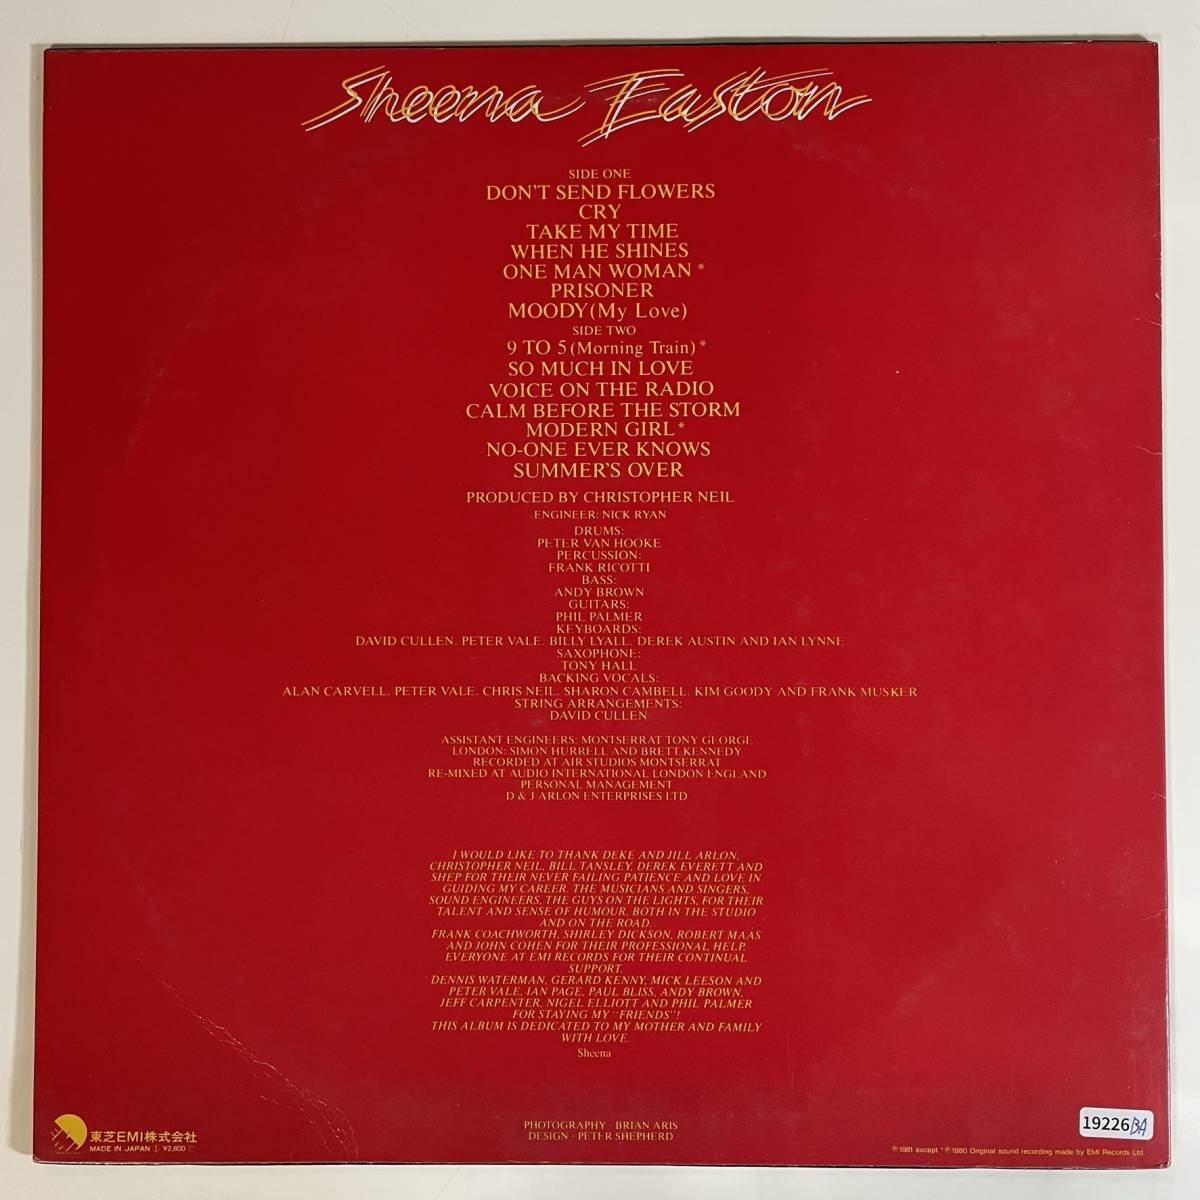 Sheena Easton
SIDE ONE
DON'T SEND FLOWERS
CRY
TAKE MY TIME
WHEN HE SHINES
ONE MAN WOMAN *
PRISONER
MOODY (My Love)
SIDE TWO
9 TO 5 (Morning Train) *
SO MUCH IN LOVE
VOICE ON THE RADIO
CALM BEFORE THE STORM
MODERN GIRL *
NO-ONE EVER KNOWS
SUMMER'S OVER
PRODUCED BY CHRISTOPHER NEIL
ENGINEER: NICK RYAN
DRUMS:
PETER VAN HOOKE
PERCUSSION:
FRANK RICOTTI
BASS:
ANDY BROWN
GUITARS:
PHIL PALMER
KEYBOARDS:
DAVID CULLEN. PETER VALE. BILLY LYALL. DEREK AUSTIN AND IAN LYNNE
SAXOPHONE:
TONY HALL
BACKING VOCALS:
ALAN CARVELL. PETER VALE. CHRIS NEIL. SHARON CAMBELL. KIM GOODY AND FRANK MUSKER
STRING ARRANGEMENTS:
DAVID CULLEN
ASSISTANT ENGINEERS: MONTSERRAT TONY GEORGE
LONDON: SIMON HURRELL AND BRETT KENNEDY
RECORDED AT AIR STUDIOS MONTSERRAT
RE-MIXED AT AUDIO INTERNATIONAL LONDON ENGLAND
PERSONAL MANAGEMENT
D & J ARLON ENTERPRISES LTD
I WOULD LIKE TO THANK DEKE AND JILL ARLON,
CHRISTOPHER NEIL, BILL TANSLEY, DEREK EVERETT AND
SHEP FOR THEIR NEVER FAILING PATIENCE AND LOVE IN
GUIDING MY CAREER. THE MUSICIANS AND SINGERS,
SOUND ENGINEERS, THE GUYS ON THE LIGHTS, FOR THEIR
TALENT AND SENSE OF HUMOUR, BOTH IN THE STUDIO
AND ON THE ROAD.
FRANK COACHWORTH, SHIRLEY DICKSON, ROBERT MAAS
AND JOHN COHEN FOR THEIR PROFESSIONAL HELP,
EVERYONE AT EMI RECORDS FOR THEIR CONTINUAL
SUPPORT.
DENNIS WATERMAN, GERARD KENNY, MICK LEESON AND
PETER VALE, IAN PAGE, PAUL BLISS, ANDY BROWN,
JEFF CARPENTER, NIGEL ELLIOTT AND PHIL PALMER
FOR STAYING MY "FRIENDS"!
THIS ALBUM IS DEDICATED TO MY MOTHER AND FAMILY
WITH LOVE.
Sheena
PHOTOGRAPHY · BRIAN ARIS
DESIGN · PETER SHEPHERD
東芝EMI株式会社
MADE IN JAPAN [ ¥2,800 ]
19226 BA
℗1981 except *℗1980 Original sound recording made by EMI Records Ltd.